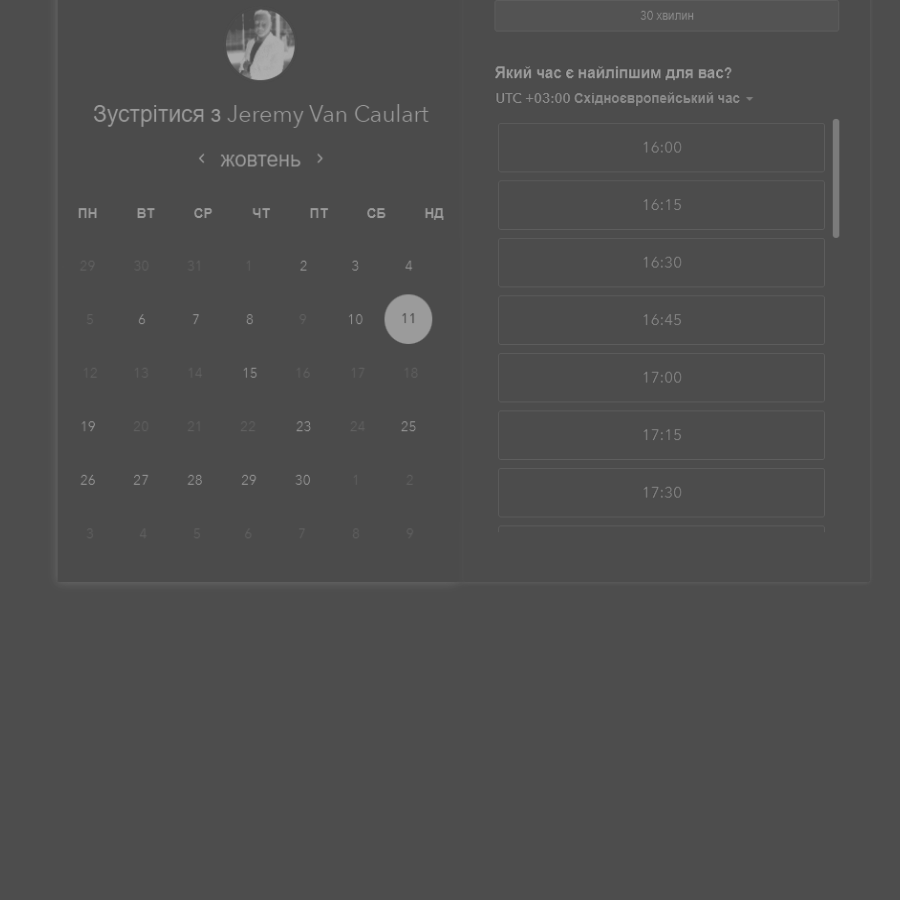 Зустрітися з Jeremy Van Caulart
‹ жовтень ›
ПН ВТ СР ЧТ ПТ СБ НД
29 30 31 1 2 3 4
5 6 7 8 9 10 11
12 13 14 15 16 17 18
19 20 21 22 23 24 25
26 27 28 29 30 1 2
3 4 5 6 7 8 9
30 хвилин
Який час є найліпшим для вас?
UTC +03:00 Східноєвропейський час
16:00
16:15
16:30
16:45
17:00
17:15
17:30